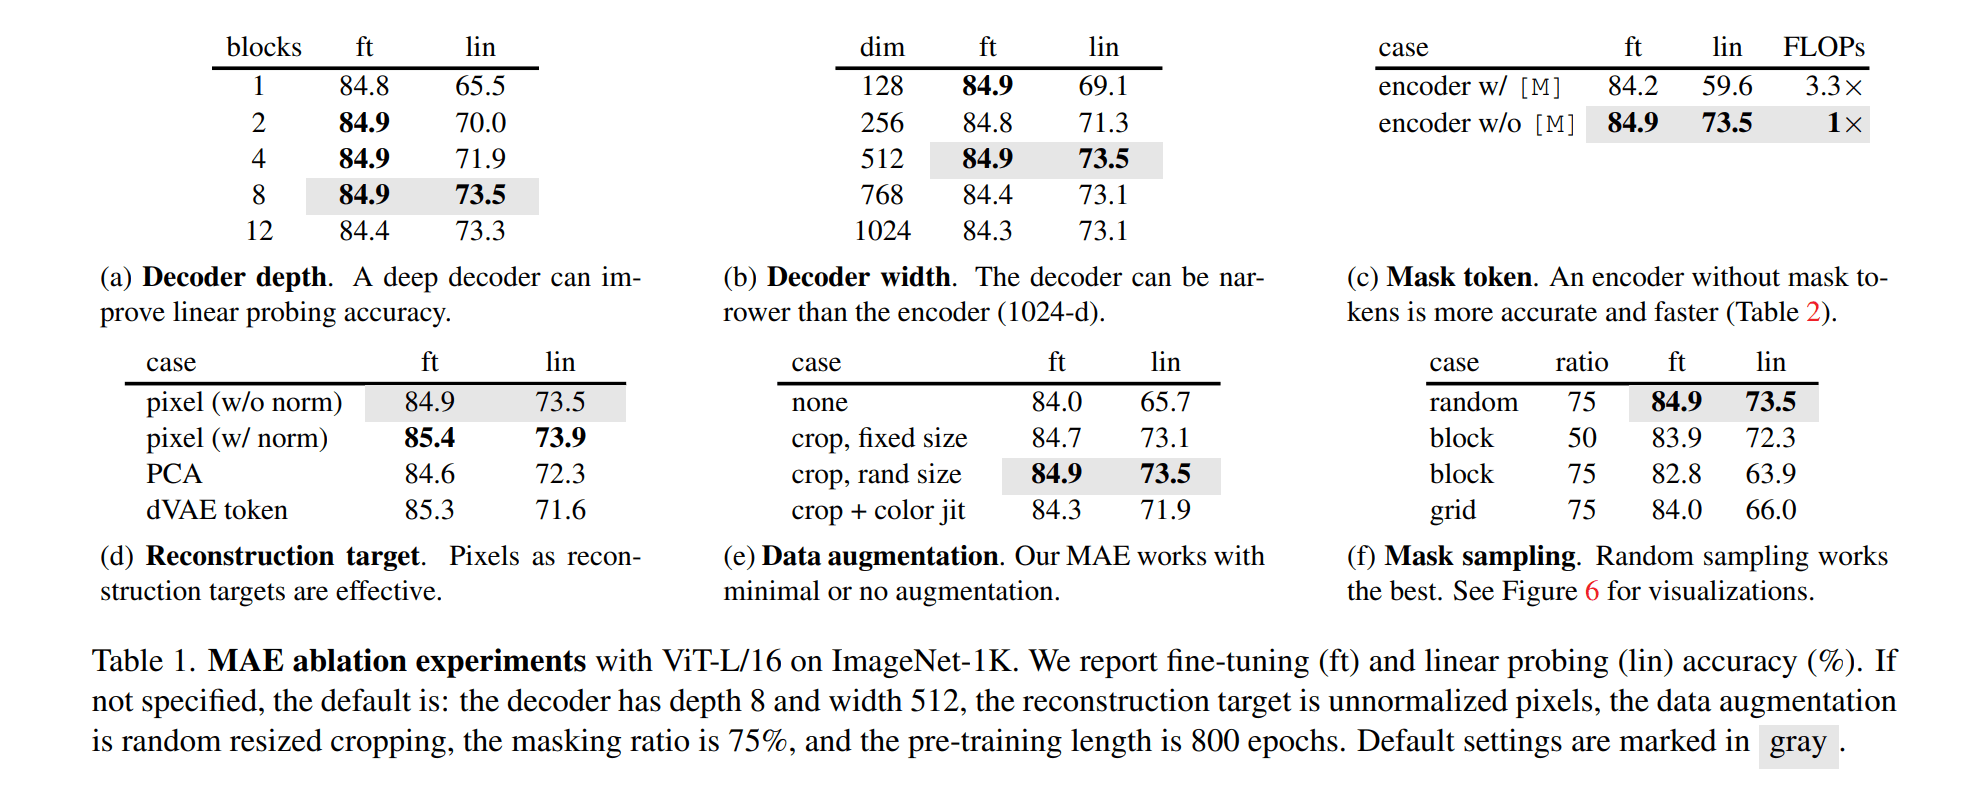 blocks ft lin
1 84.8 65.5
2 84.9 70.0
4 84.9 71.9
8 84.9 73.5
12 84.4 73.3
(a) Decoder depth. A deep decoder can im-
prove linear probing accuracy.
dim ft lin
128 84.9 69.1
256 84.8 71.3
512 84.9 73.5
768 84.4 73.1
1024 84.3 73.1
(b) Decoder width. The decoder can be nar-
rower than the encoder (1024-d).
case ft lin FLOPs
encoder w/ [M] 84.2 59.6 3.3×
encoder w/o [M] 84.9 73.5 1×
(c) Mask token. An encoder without mask to-
kens is more accurate and faster (Table 2).
case ft lin
pixel (w/o norm) 84.9 73.5
pixel (w/ norm) 85.4 73.9
PCA 84.6 72.3
dVAE token 85.3 71.6
(d) Reconstruction target. Pixels as recon-
struction targets are effective.
case ft lin
none 84.0 65.7
crop, fixed size 84.7 73.1
crop, rand size 84.9 73.5
crop + color jit 84.3 71.9
(e) Data augmentation. Our MAE works with
minimal or no augmentation.
case ratio ft lin
random 75 84.9 73.5
block 50 83.9 72.3
block 75 82.8 63.9
grid 75 84.0 66.0
(f) Mask sampling. Random sampling works
the best. See Figure 6 for visualizations.
Table 1. MAE ablation experiments with ViT-L/16 on ImageNet-1K. We report fine-tuning (ft) and linear probing (lin) accuracy (%). If
not specified, the default is: the decoder has depth 8 and width 512, the reconstruction target is unnormalized pixels, the data augmentation
is random resized cropping, the masking ratio is 75%, and the pre-training length is 800 epochs. Default settings are marked in gray .